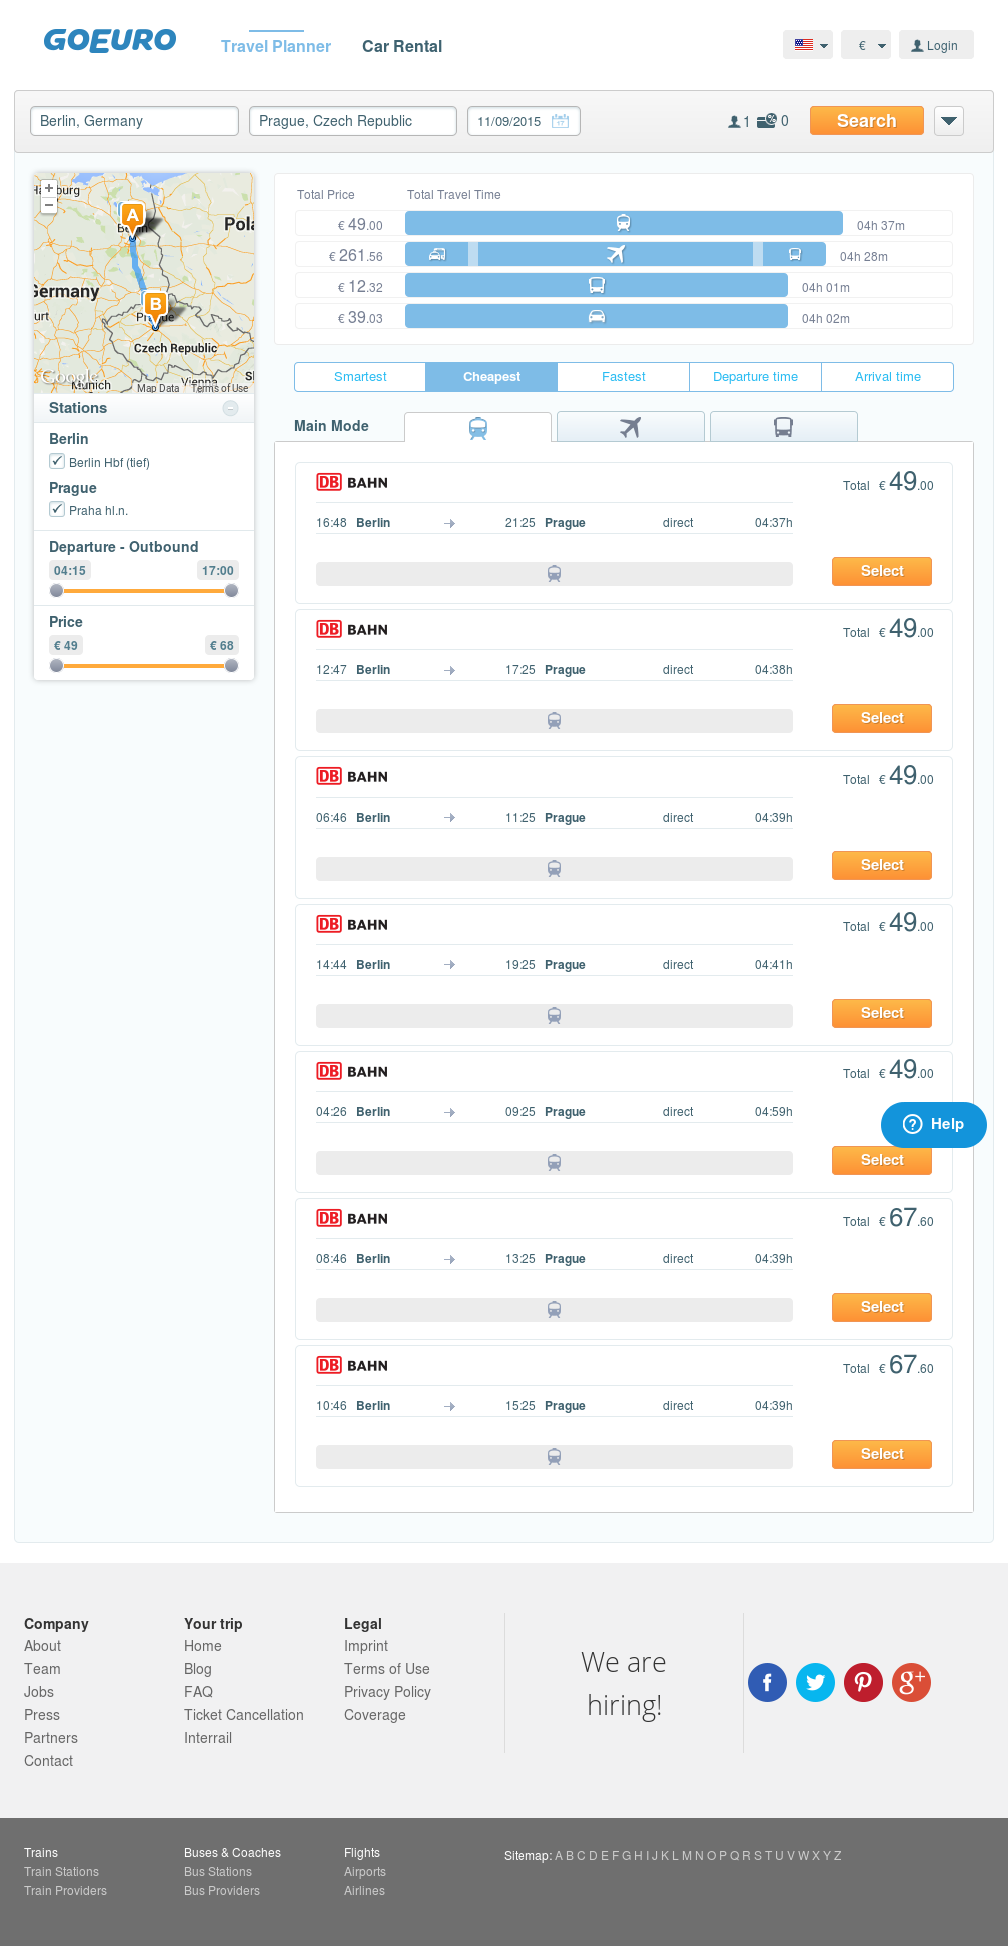 GOEURO
Travel Planner
Car Rental
€
Login
Berlin, Germany
Prague, Czech Republic
11/09/2015
1
0
Search
Total Price
Total Travel Time
€ 49.00
04h 37m
€ 261.56
04h 28m
€ 12.32
04h 01m
€ 39.03
04h 02m
+
−
A
B
Germany
Czech Republic
Munich
Google
Map Data
Terms of Use
Stations
Berlin
Berlin Hbf (tief)
Prague
Praha hl.n.
Departure - Outbound
04:15 17:00
Price
€ 49 € 68
Smartest Cheapest Fastest Departure time Arrival time
Main Mode
DB BAHN
Total € 49.00
16:48 Berlin 21:25 Prague direct 04:37h
Select
DB BAHN
Total € 49.00
12:47 Berlin 17:25 Prague direct 04:38h
Select
DB BAHN
Total € 49.00
06:46 Berlin 11:25 Prague direct 04:39h
Select
DB BAHN
Total € 49.00
14:44 Berlin 19:25 Prague direct 04:41h
Select
DB BAHN
Total € 49.00
04:26 Berlin 09:25 Prague direct 04:59h
Help
Select
DB BAHN
Total € 67.60
08:46 Berlin 13:25 Prague direct 04:39h
Select
DB BAHN
Total € 67.60
10:46 Berlin 15:25 Prague direct 04:39h
Select
Company
About
Team
Jobs
Press
Partners
Contact
Your trip
Home
Blog
FAQ
Ticket Cancellation
Interrail
Legal
Imprint
Terms of Use
Privacy Policy
Coverage
We are
hiring!
Trains
Train Stations
Train Providers
Buses & Coaches
Bus Stations
Bus Providers
Flights
Airports
Airlines
Sitemap: A B C D E F G H I J K L M N O P Q R S T U V W X Y Z